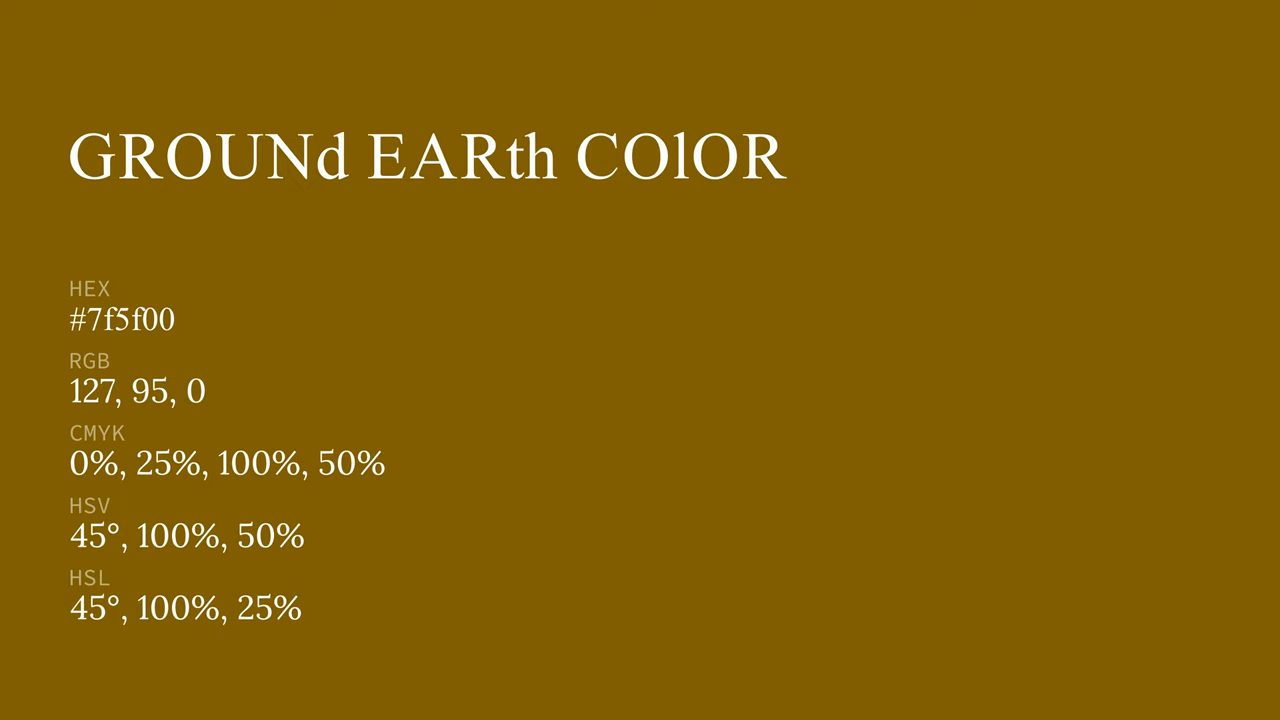 GROUNd EARth COlOR
HEX
#7f5f00
RGB
127, 95, 0
CMYK
0%, 25%, 100%, 50%
HSV
45°, 100%, 50%
HSL
45°, 100%, 25%